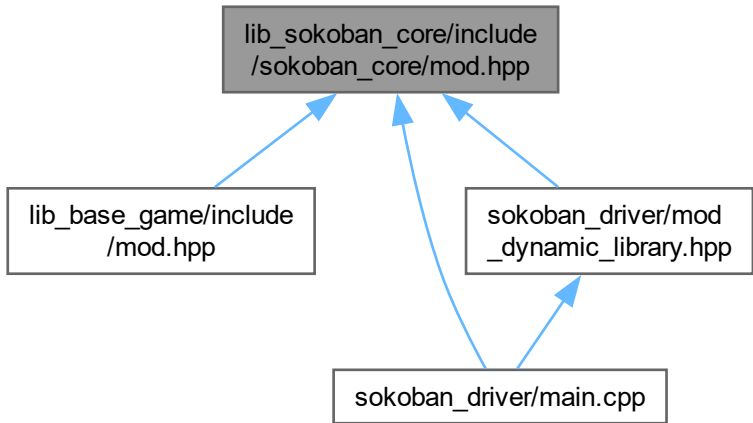 lib_sokoban_core/include
/sokoban_core/mod.hpp
lib_base_game/include
/mod.hpp
sokoban_driver/mod
_dynamic_library.hpp
sokoban_driver/main.cpp